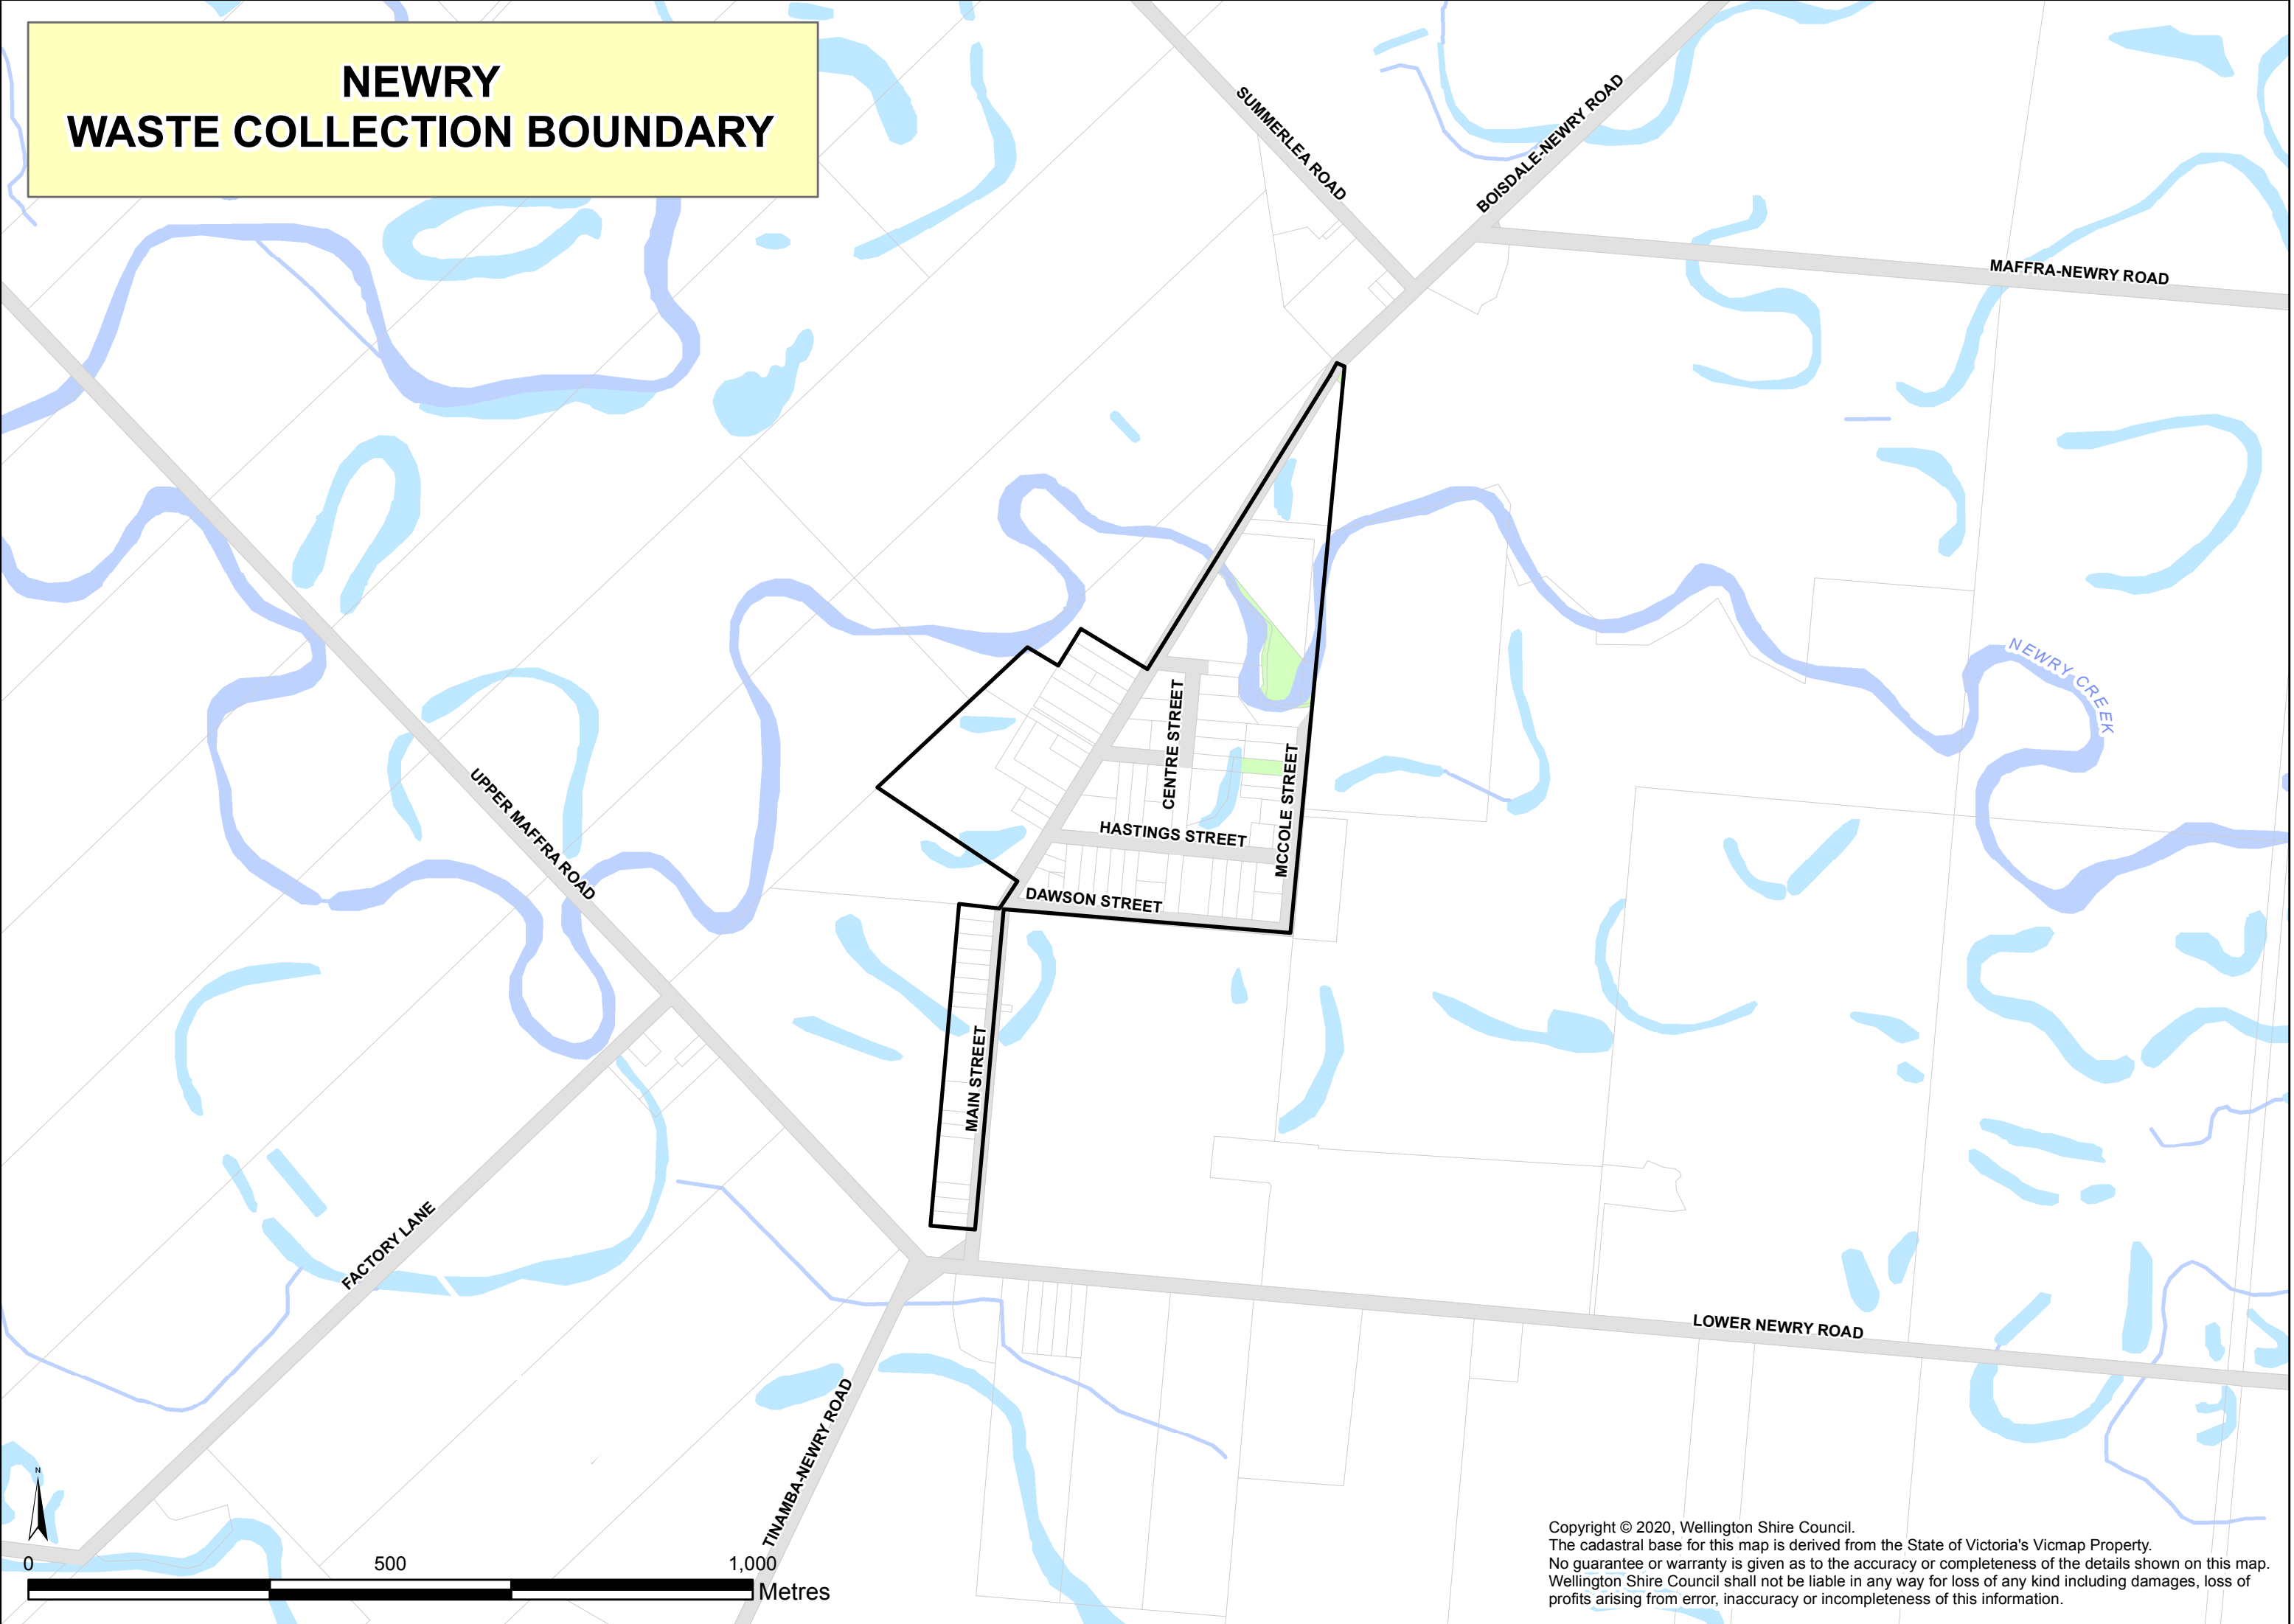 NEWRY
WASTE COLLECTION BOUNDARY
SUMMERLEA ROAD
BOISDALE-NEWRY ROAD
MAFFRA-NEWRY ROAD
NEWRY CREEK
CENTRE STREET
UPPER MAFFRA ROAD
HASTINGS STREET
MCCOLE STREET
DAWSON STREET
MAIN STREET
FACTORY LANE
LOWER NEWRY ROAD
TINAMBA-NEWRY ROAD
N
0 500 1,000
Metres
Copyright © 2020, Wellington Shire Council.
The cadastral base for this map is derived from the State of Victoria's Vicmap Property.
No guarantee or warranty is given as to the accuracy or completeness of the details shown on this map.
Wellington Shire Council shall not be liable in any way for loss of any kind including damages, loss of
profits arising from error, inaccuracy or incompleteness of this information.